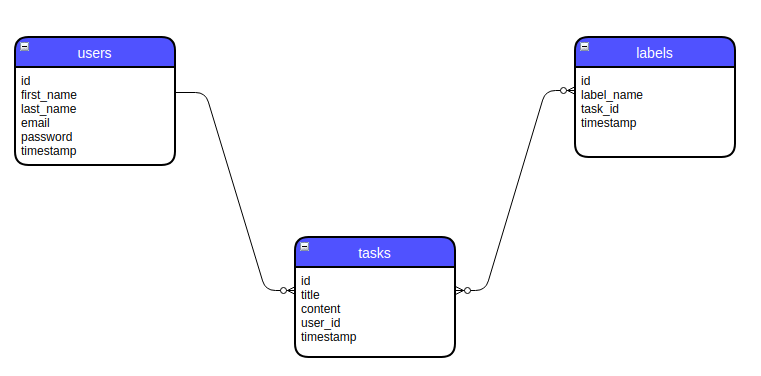 users
id
first_name
last_name
email
password
timestamp
labels
id
label_name
task_id
timestamp
tasks
id
title
content
user_id
timestamp